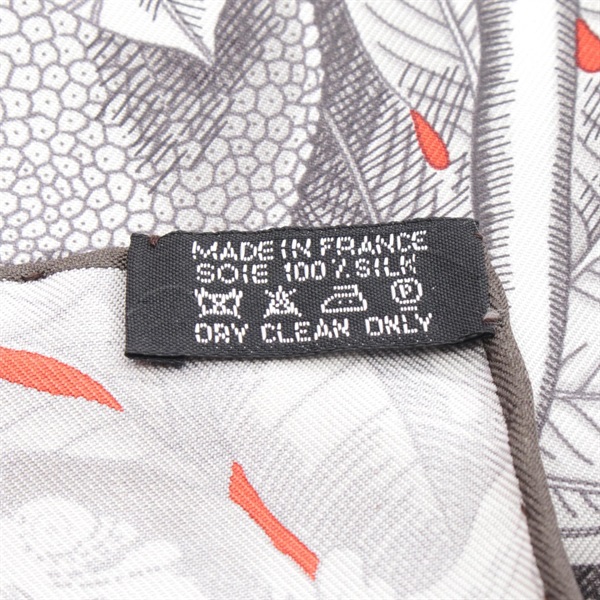 MADE IN FRANCE
SOIE 100% SILK
P
DRY CLEAN ONLY